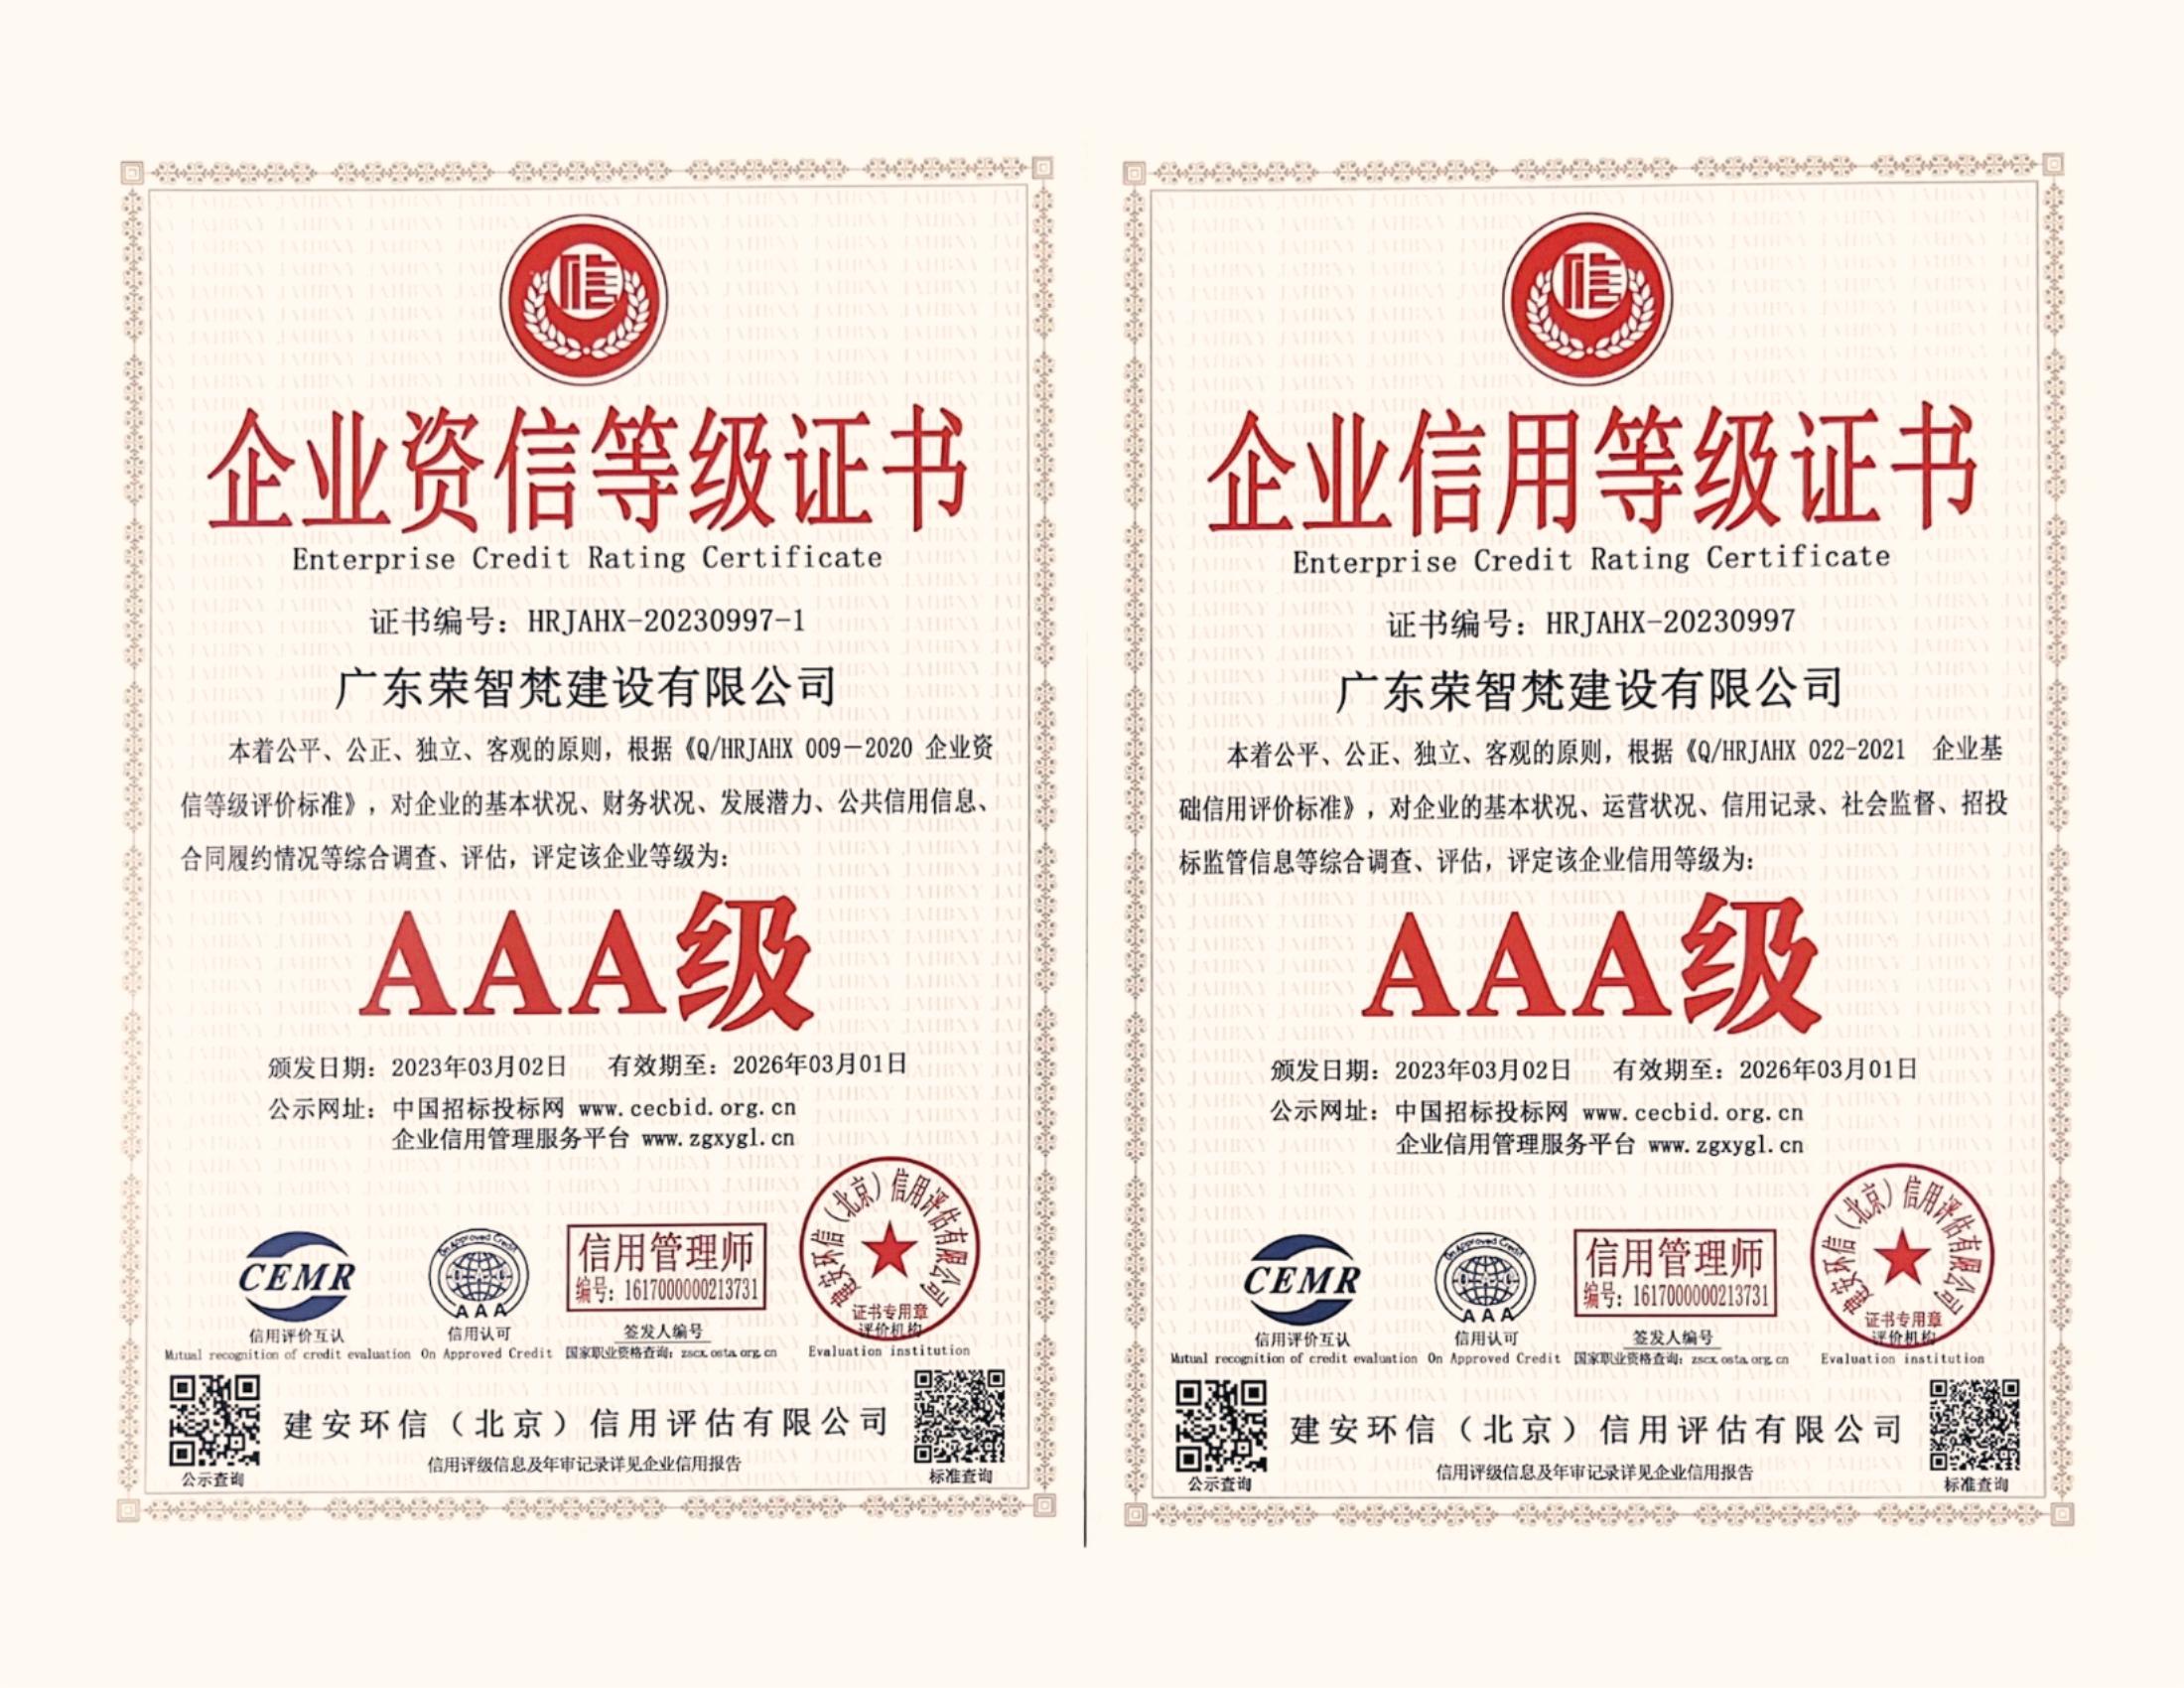 企业资信等级证书
Enterprise Credit Rating Certificate
证书编号：HRJAHX-20230997-1
广东荣智梵建设有限公司
本着公平、公正、独立、客观的原则，根据《Q/HRJAHX 009－2020 企业资
信等级评价标准》，对企业的基本状况、财务状况、发展潜力、公共信用信息、
合同履约情况等综合调查、评估，评定该企业等级为：
AAA级
颁发日期：2023年03月02日 有效期至：2026年03月01日
公示网址：中国招标投标网 www.cecbid.org.cn
企业信用管理服务平台 www.zgxygl.cn
CEMR
信用评价互认
Mutual recognition of credit evaluation
On Approved Credit
AAA
信用认可
On Approved Credit
信用管理师
编号：1617000000213731
签发人编号
国家职业资格查询：zscx.osta.org.cn
建安环信（北京）信用评估有限公司
证书专用章
评价机构
Evaluation institution
公示查询
建安环信（北京）信用评估有限公司
信用评级信息及年审记录详见企业信用报告
标准查询
企业信用等级证书
Enterprise Credit Rating Certificate
证书编号：HRJAHX-20230997
广东荣智梵建设有限公司
本着公平、公正、独立、客观的原则，根据《Q/HRJAHX 022-2021 企业基
础信用评价标准》，对企业的基本状况、运营状况、信用记录、社会监督、招投
标监管信息等综合调查、评估，评定该企业信用等级为：
AAA级
颁发日期：2023年03月02日 有效期至：2026年03月01日
公示网址：中国招标投标网 www.cecbid.org.cn
企业信用管理服务平台 www.zgxygl.cn
CEMR
信用评价互认
Mutual recognition of credit evaluation
On Approved Credit
AAA
信用认可
On Approved Credit
信用管理师
编号：1617000000213731
签发人编号
国家职业资格查询：zscx.osta.org.cn
建安环信（北京）信用评估有限公司
证书专用章
评价机构
Evaluation institution
公示查询
建安环信（北京）信用评估有限公司
信用评级信息及年审记录详见企业信用报告
标准查询